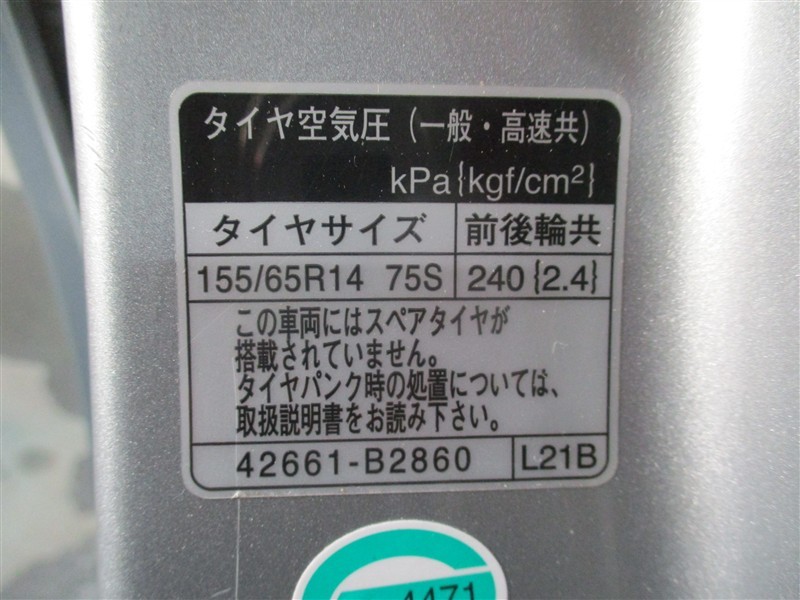 タイヤ空気圧(一般・高速共)
kPa{kgf/cm²}
タイヤサイズ 前後輪共
155/65R14 75S 240{2.4}
この車両にはスペアタイヤが
搭載されていません。
タイヤパンク時の処置については、
取扱説明書をお読み下さい。
42661-B2860 L21B
4471